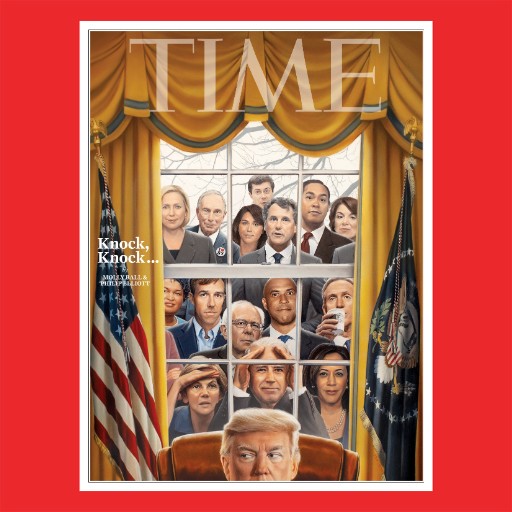 TIME
Knock,
Knock...
MOLLY BALL &
PHILIP ELLIOTT